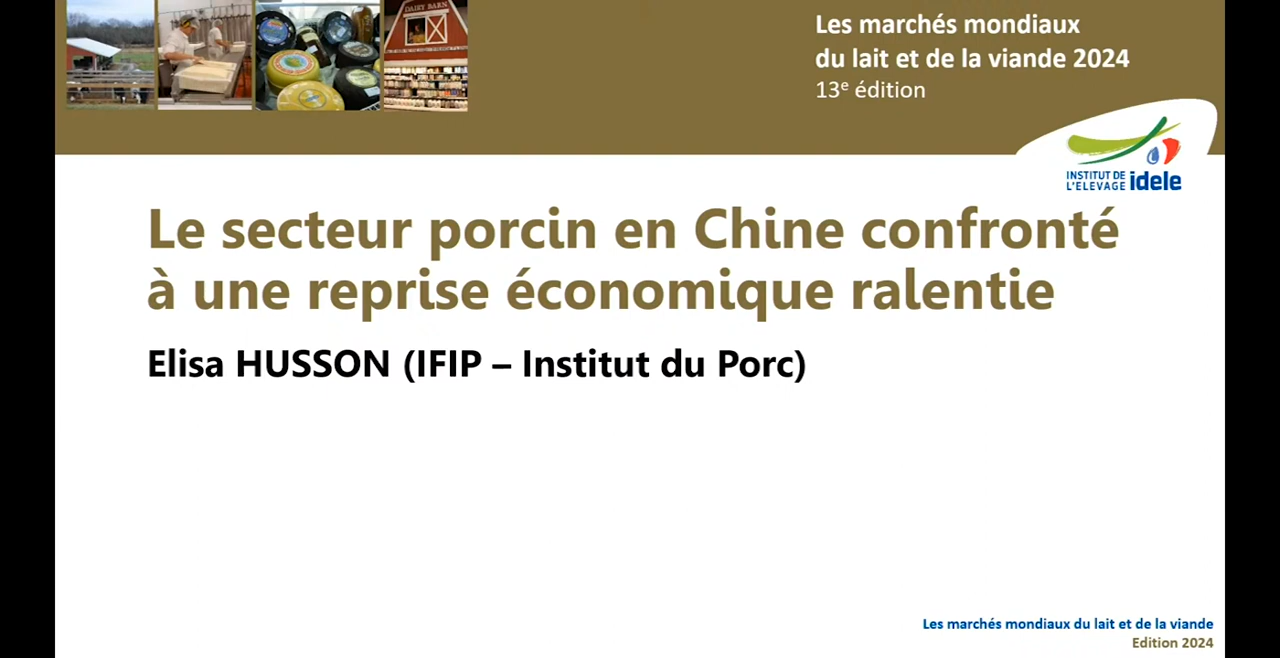 DAIRY BARN
Les marchés mondiaux
du lait et de la viande 2024
13e édition
INSTITUT DE
L'ELEVAGE idele
Le secteur porcin en Chine confronté
à une reprise économique ralentie
Elisa HUSSON (IFIP – Institut du Porc)
Les marchés mondiaux du lait et de la viande
Edition 2024